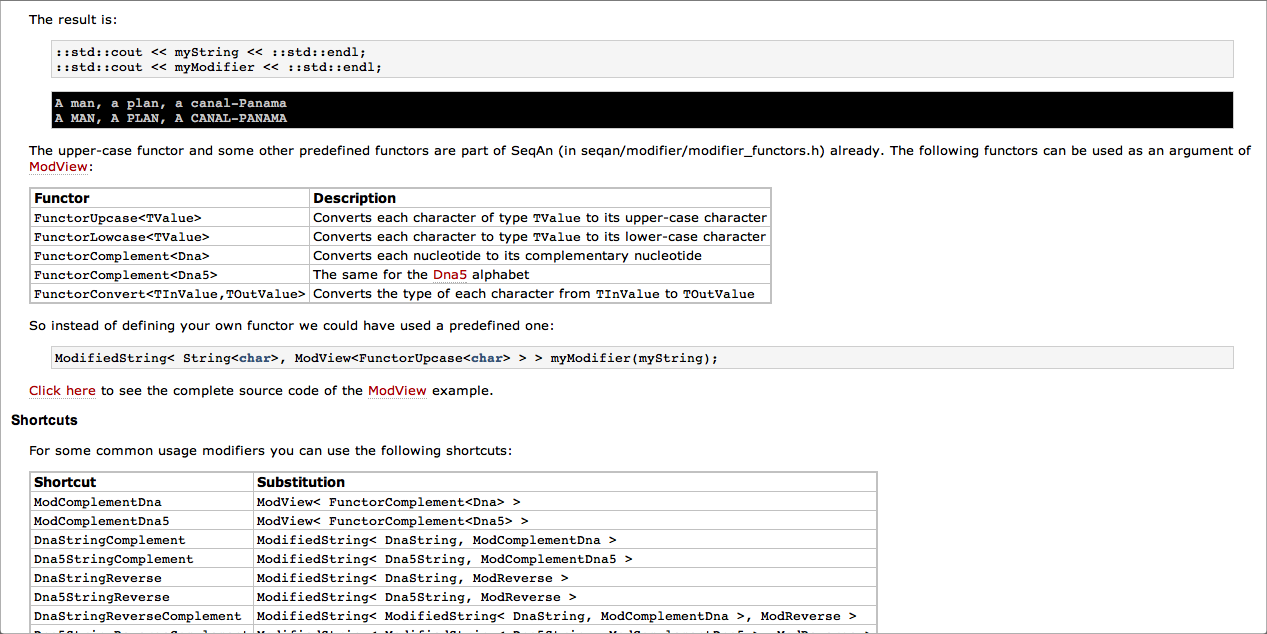 The result is:
::std::cout << myString << ::std::endl;
::std::cout << myModifier << ::std::endl;
A man, a plan, a canal-Panama
A MAN, A PLAN, A CANAL-PANAMA
The upper-case functor and some other predefined functors are part of SeqAn (in seqan/modifier/modifier_functors.h) already. The following functors can be used as an argument of
ModView:
Functor Description
FunctorUpcase<TValue> Converts each character of type TValue to its upper-case character
FunctorLowcase<TValue> Converts each character to type TValue to its lower-case character
FunctorComplement<Dna> Converts each nucleotide to its complementary nucleotide
FunctorComplement<Dna5> The same for the Dna5 alphabet
FunctorConvert<TInValue,TOutValue> Converts the type of each character from TInValue to TOutValue
So instead of defining your own functor we could have used a predefined one:
ModifiedString< String<char>, ModView<FunctorUpcase<char> > > myModifier(myString);
Click here to see the complete source code of the ModView example.
Shortcuts
For some common usage modifiers you can use the following shortcuts:
Shortcut Substitution
ModComplementDna ModView< FunctorComplement<Dna> >
ModComplementDna5 ModView< FunctorComplement<Dna5> >
DnaStringComplement ModifiedString< DnaString, ModComplementDna >
Dna5StringComplement ModifiedString< Dna5String, ModComplementDna5 >
DnaStringReverse ModifiedString< DnaString, ModReverse >
Dna5StringReverse ModifiedString< Dna5String, ModReverse >
DnaStringReverseComplement ModifiedString< ModifiedString< DnaString, ModComplementDna >, ModReverse >